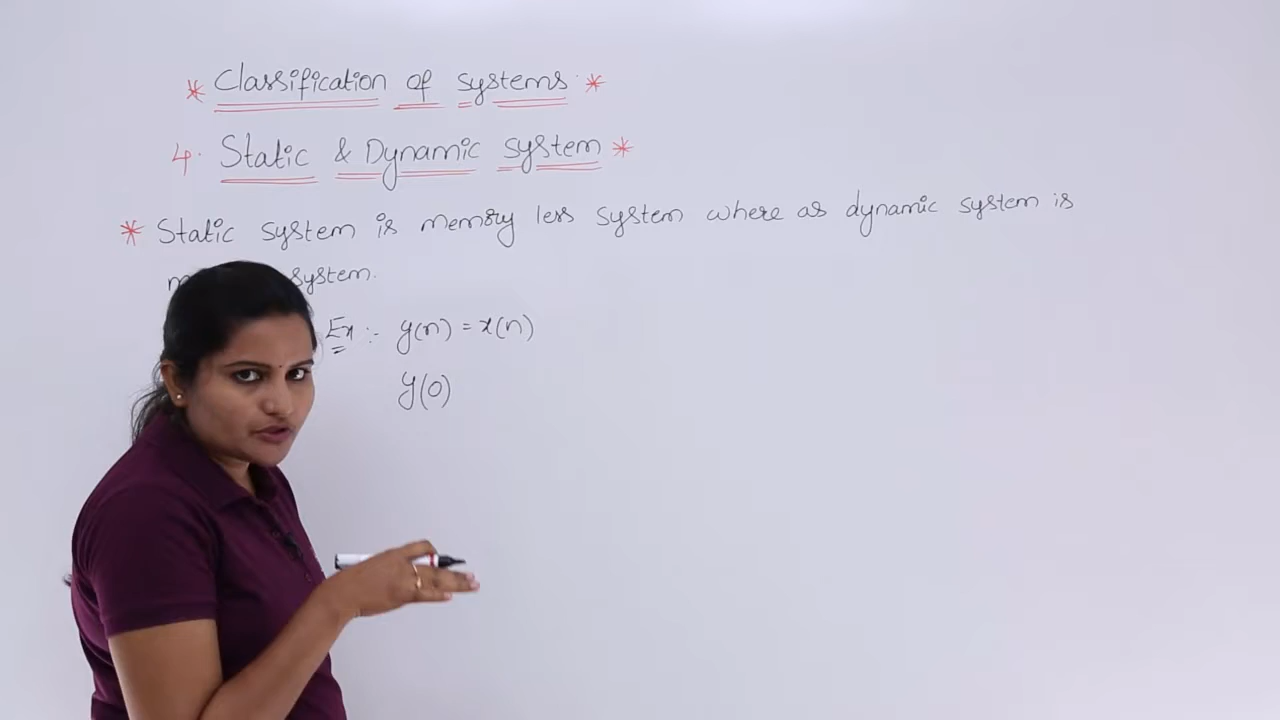 * Classification of systems *
4. Static & Dynamic system *
* Static system is memory less system where as dynamic system is
system.
Ex :- y(n) = x(n)
y(0)